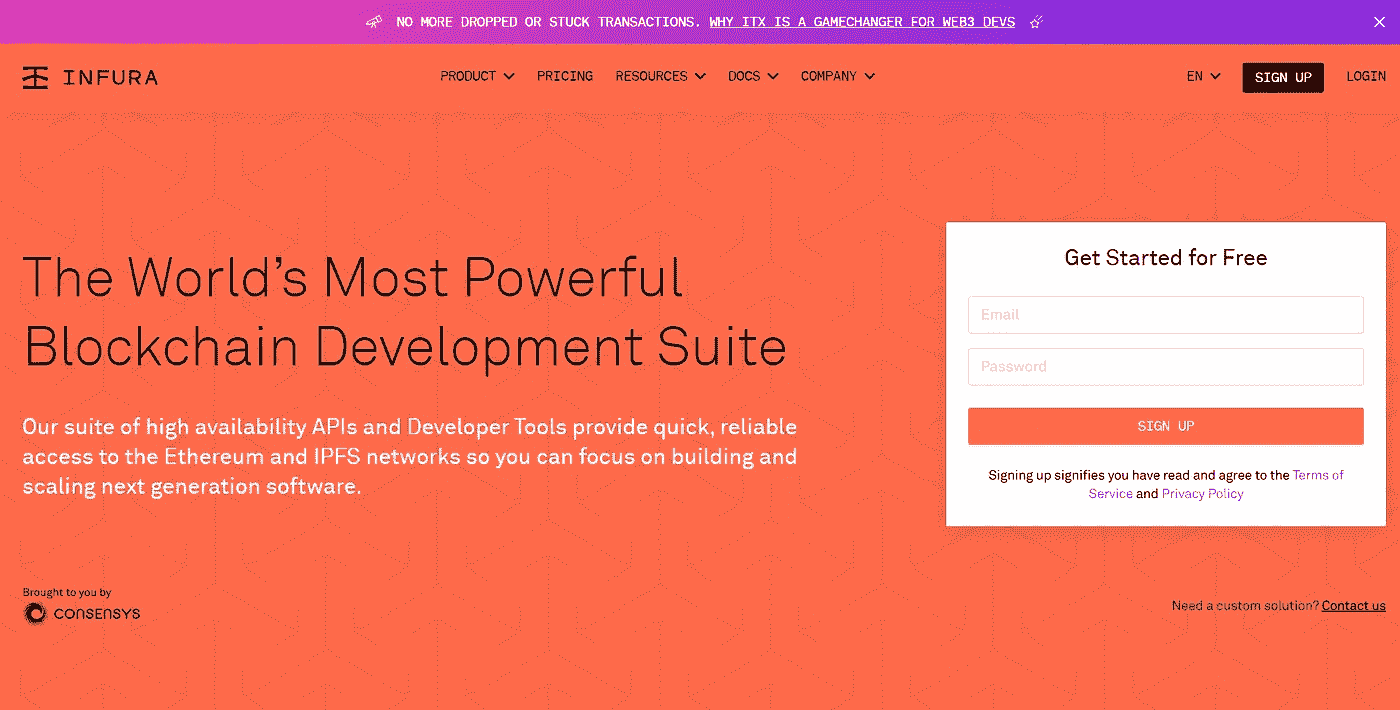 NO MORE DROPPED OR STUCK TRANSACTIONS. WHY ITX IS A GAMECHANGER FOR WEB3 DEVS
INFURA
PRODUCT PRICING RESOURCES DOCS COMPANY
EN SIGN UP LOGIN
The World's Most Powerful
Blockchain Development Suite
Our suite of high availability APIs and Developer Tools provide quick, reliable
access to the Ethereum and IPFS networks so you can focus on building and
scaling next generation software.
Get Started for Free
Email
Password
SIGN UP
Signing up signifies you have read and agree to the Terms of
Service and Privacy Policy
Brought to you by
CONSENSYS
Need a custom solution? Contact us